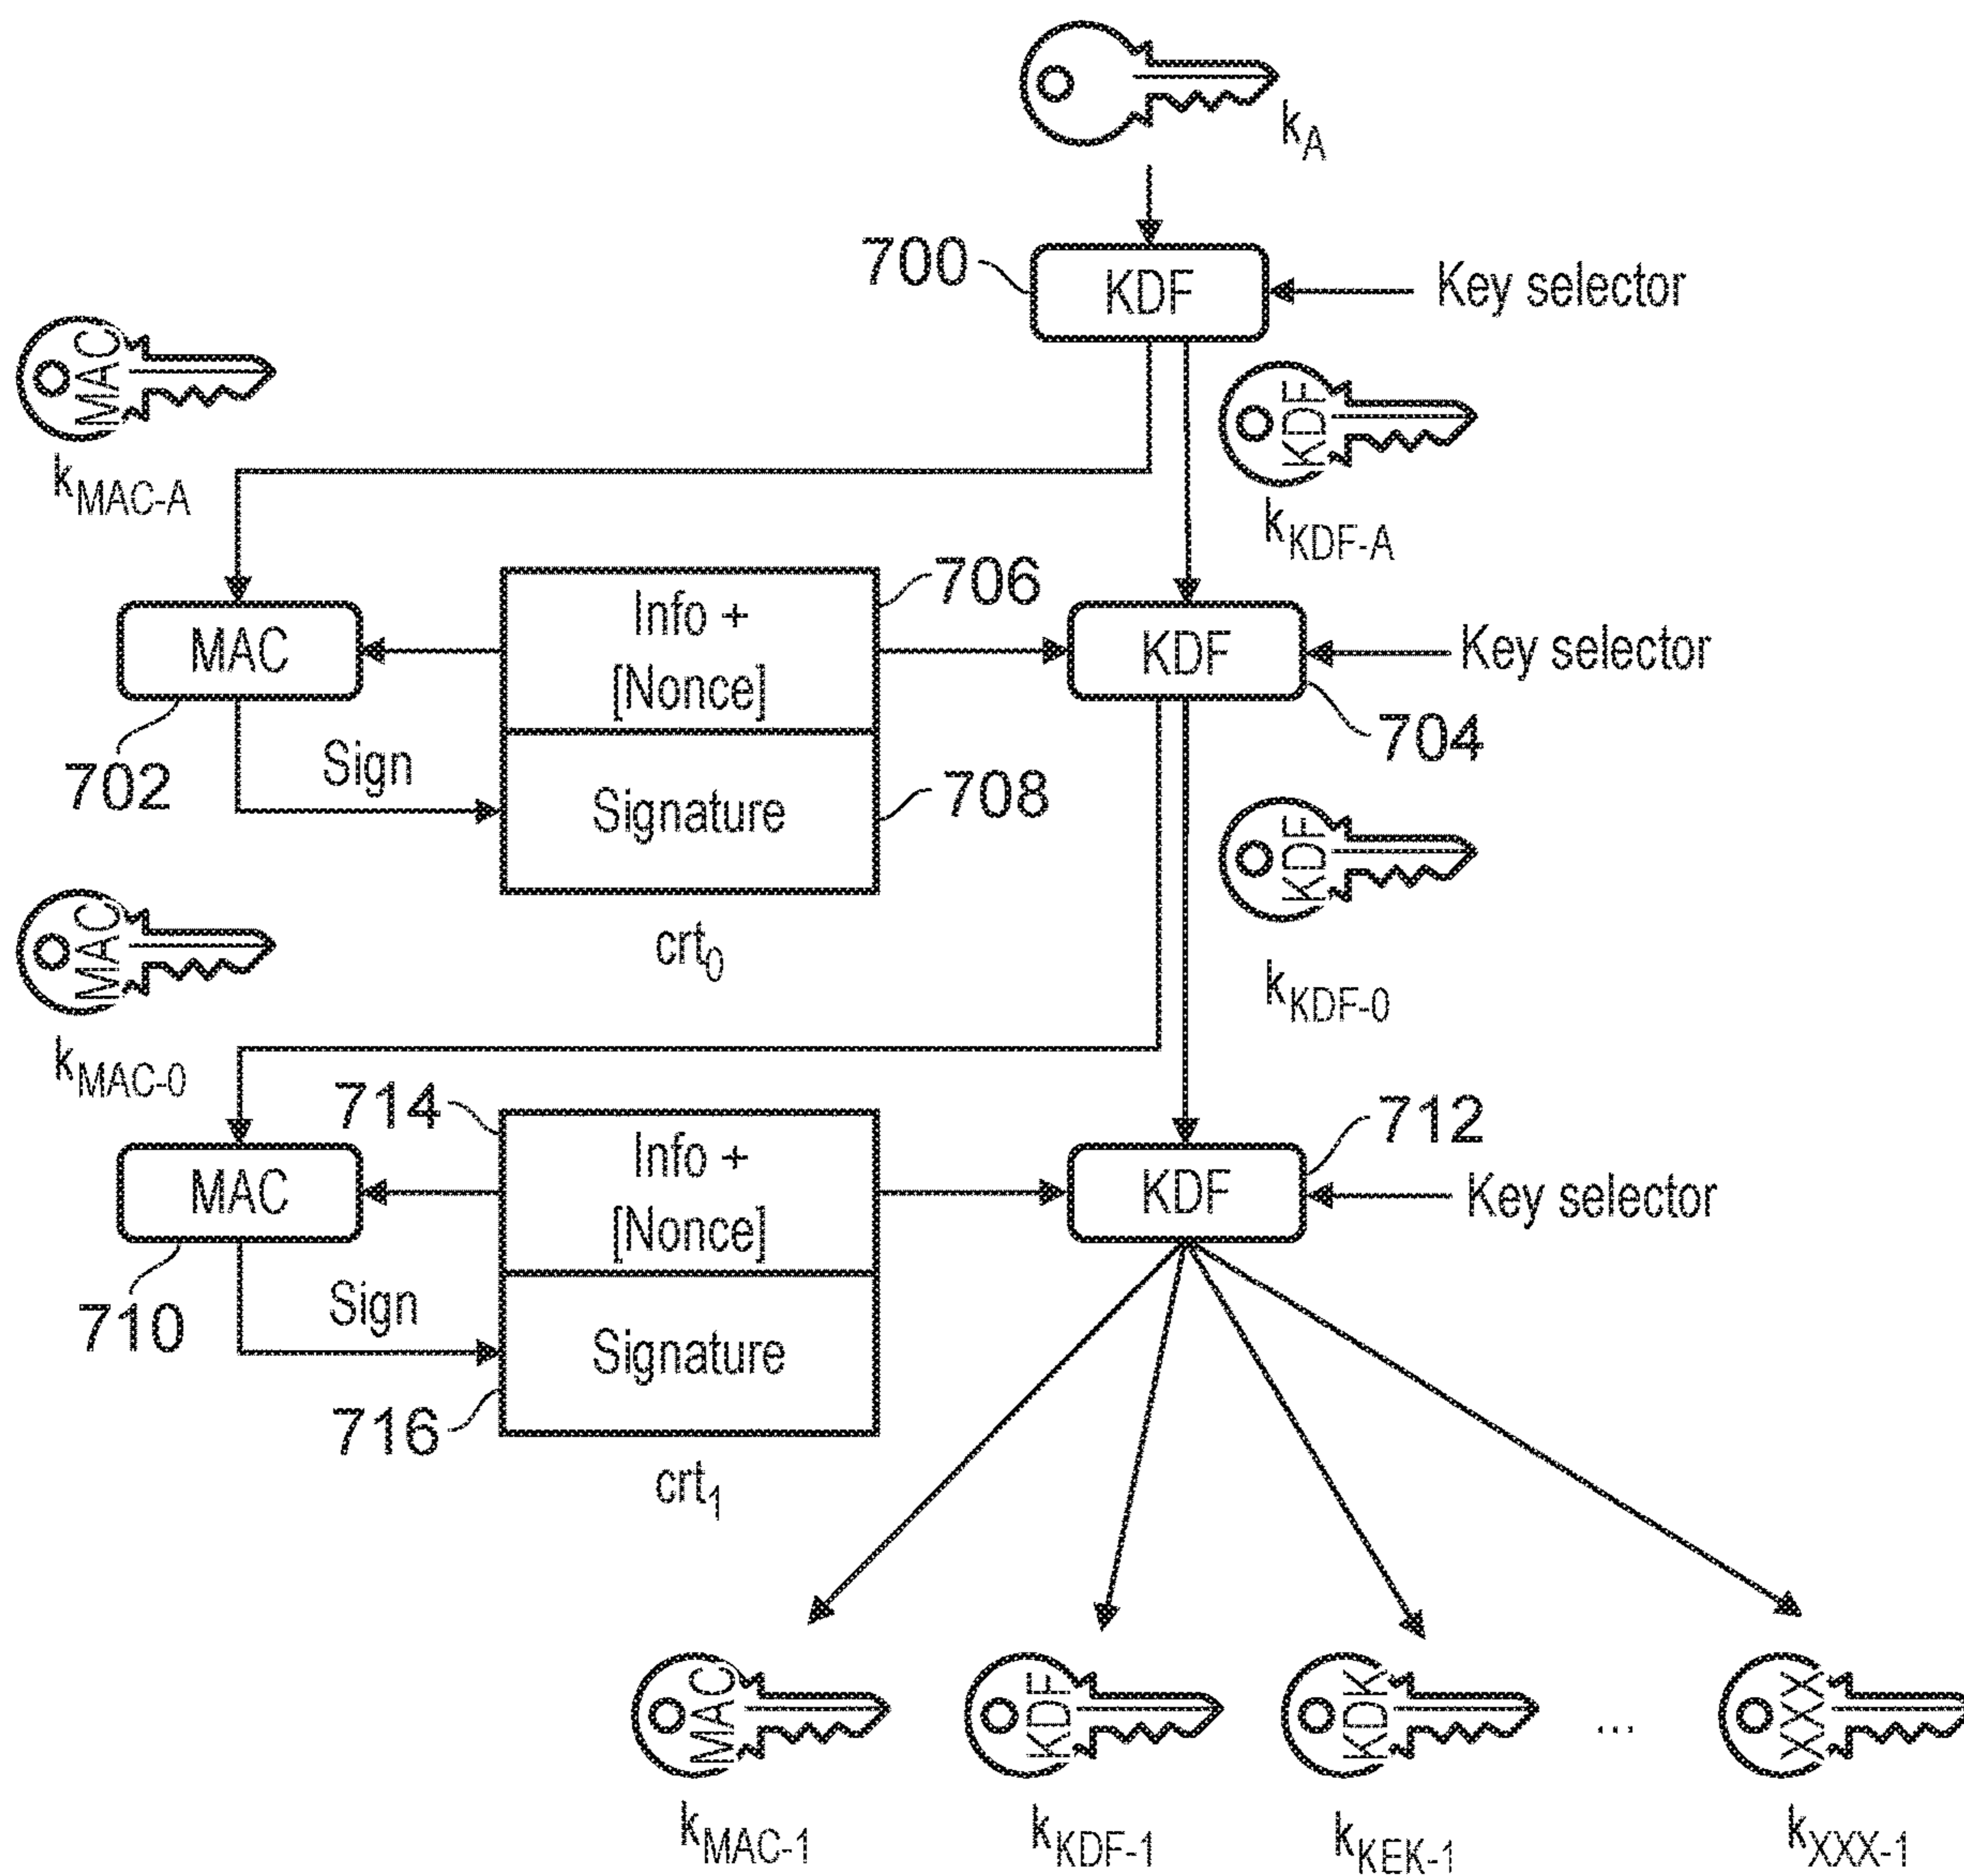 k_A
700
KDF
Key selector
MAC
k_MAC-A
KDF
k_KDF-A
MAC
702
Sign
Info +
[Nonce]
706
Signature
708
crt_0
KDF
704
Key selector
MAC
k_MAC-0
KDF
k_KDF-0
MAC
710
Sign
714
Info +
[Nonce]
Signature
716
crt_1
KDF
712
Key selector
MAC
k_MAC-1
KDF
k_KDF-1
KDK
k_KEK-1
...
XXX
k_XXX-1